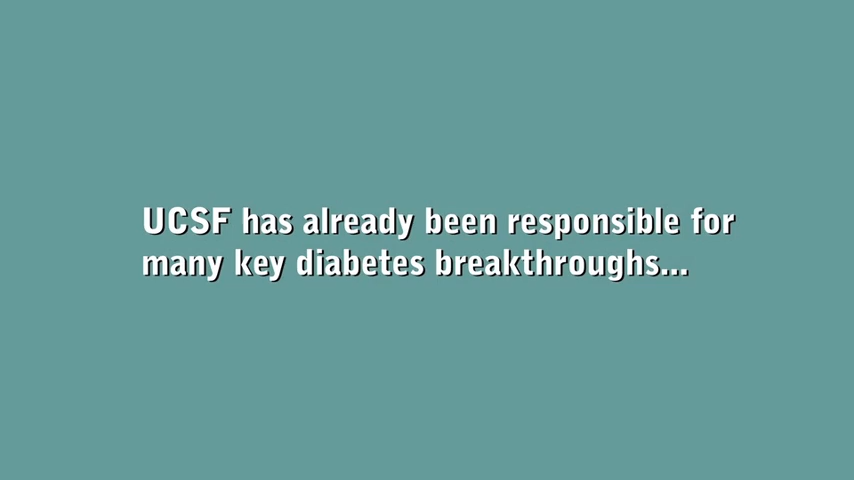 UCSF has already been responsible for
many key diabetes breakthroughs...